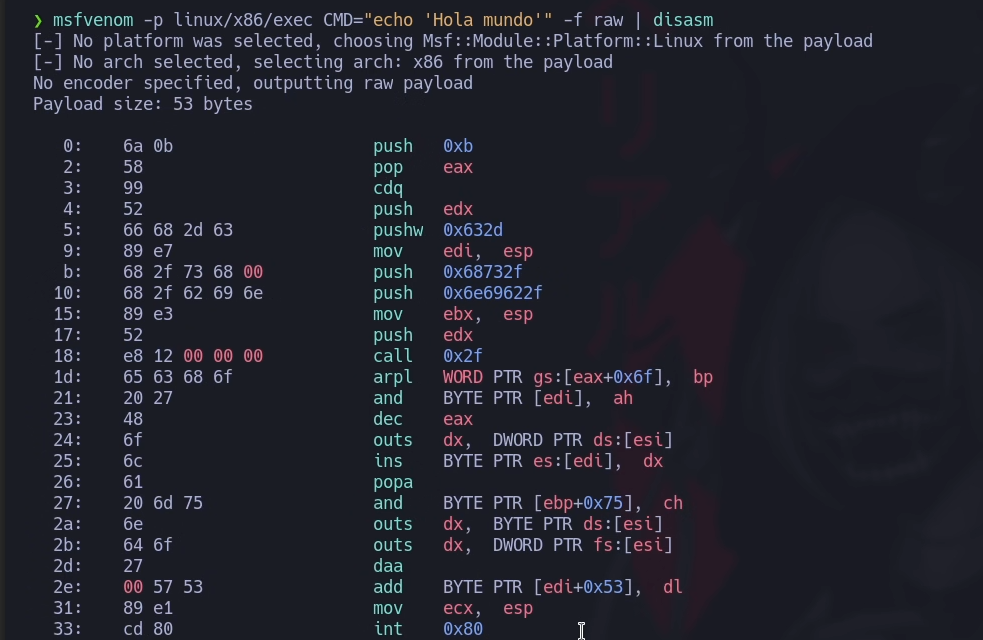 ❯ msfvenom -p linux/x86/exec CMD="echo 'Hola mundo'" -f raw | disasm
[-] No platform was selected, choosing Msf::Module::Platform::Linux from the payload
[-] No arch selected, selecting arch: x86 from the payload
No encoder specified, outputting raw payload
Payload size: 53 bytes

   0:    6a 0b                    push   0xb
   2:    58                       pop    eax
   3:    99                       cdq
   4:    52                       push   edx
   5:    66 68 2d 63              pushw  0x632d
   9:    89 e7                    mov    edi,  esp
   b:    68 2f 73 68 00           push   0x68732f
  10:    68 2f 62 69 6e           push   0x6e69622f
  15:    89 e3                    mov    ebx,  esp
  17:    52                       push   edx
  18:    e8 12 00 00 00           call   0x2f
  1d:    65 63 68 6f              arpl   WORD PTR gs:[eax+0x6f],  bp
  21:    20 27                    and    BYTE PTR [edi],  ah
  23:    48                       dec    eax
  24:    6f                       outs   dx,  DWORD PTR ds:[esi]
  25:    6c                       ins    BYTE PTR es:[edi],  dx
  26:    61                       popa
  27:    20 6d 75                 and    BYTE PTR [ebp+0x75],  ch
  2a:    6e                       outs   dx,  BYTE PTR ds:[esi]
  2b:    64 6f                    outs   dx,  DWORD PTR fs:[esi]
  2d:    27                       daa
  2e:    00 57 53                 add    BYTE PTR [edi+0x53],  dl
  31:    89 e1                    mov    ecx,  esp
  33:    cd 80                    int    0x80